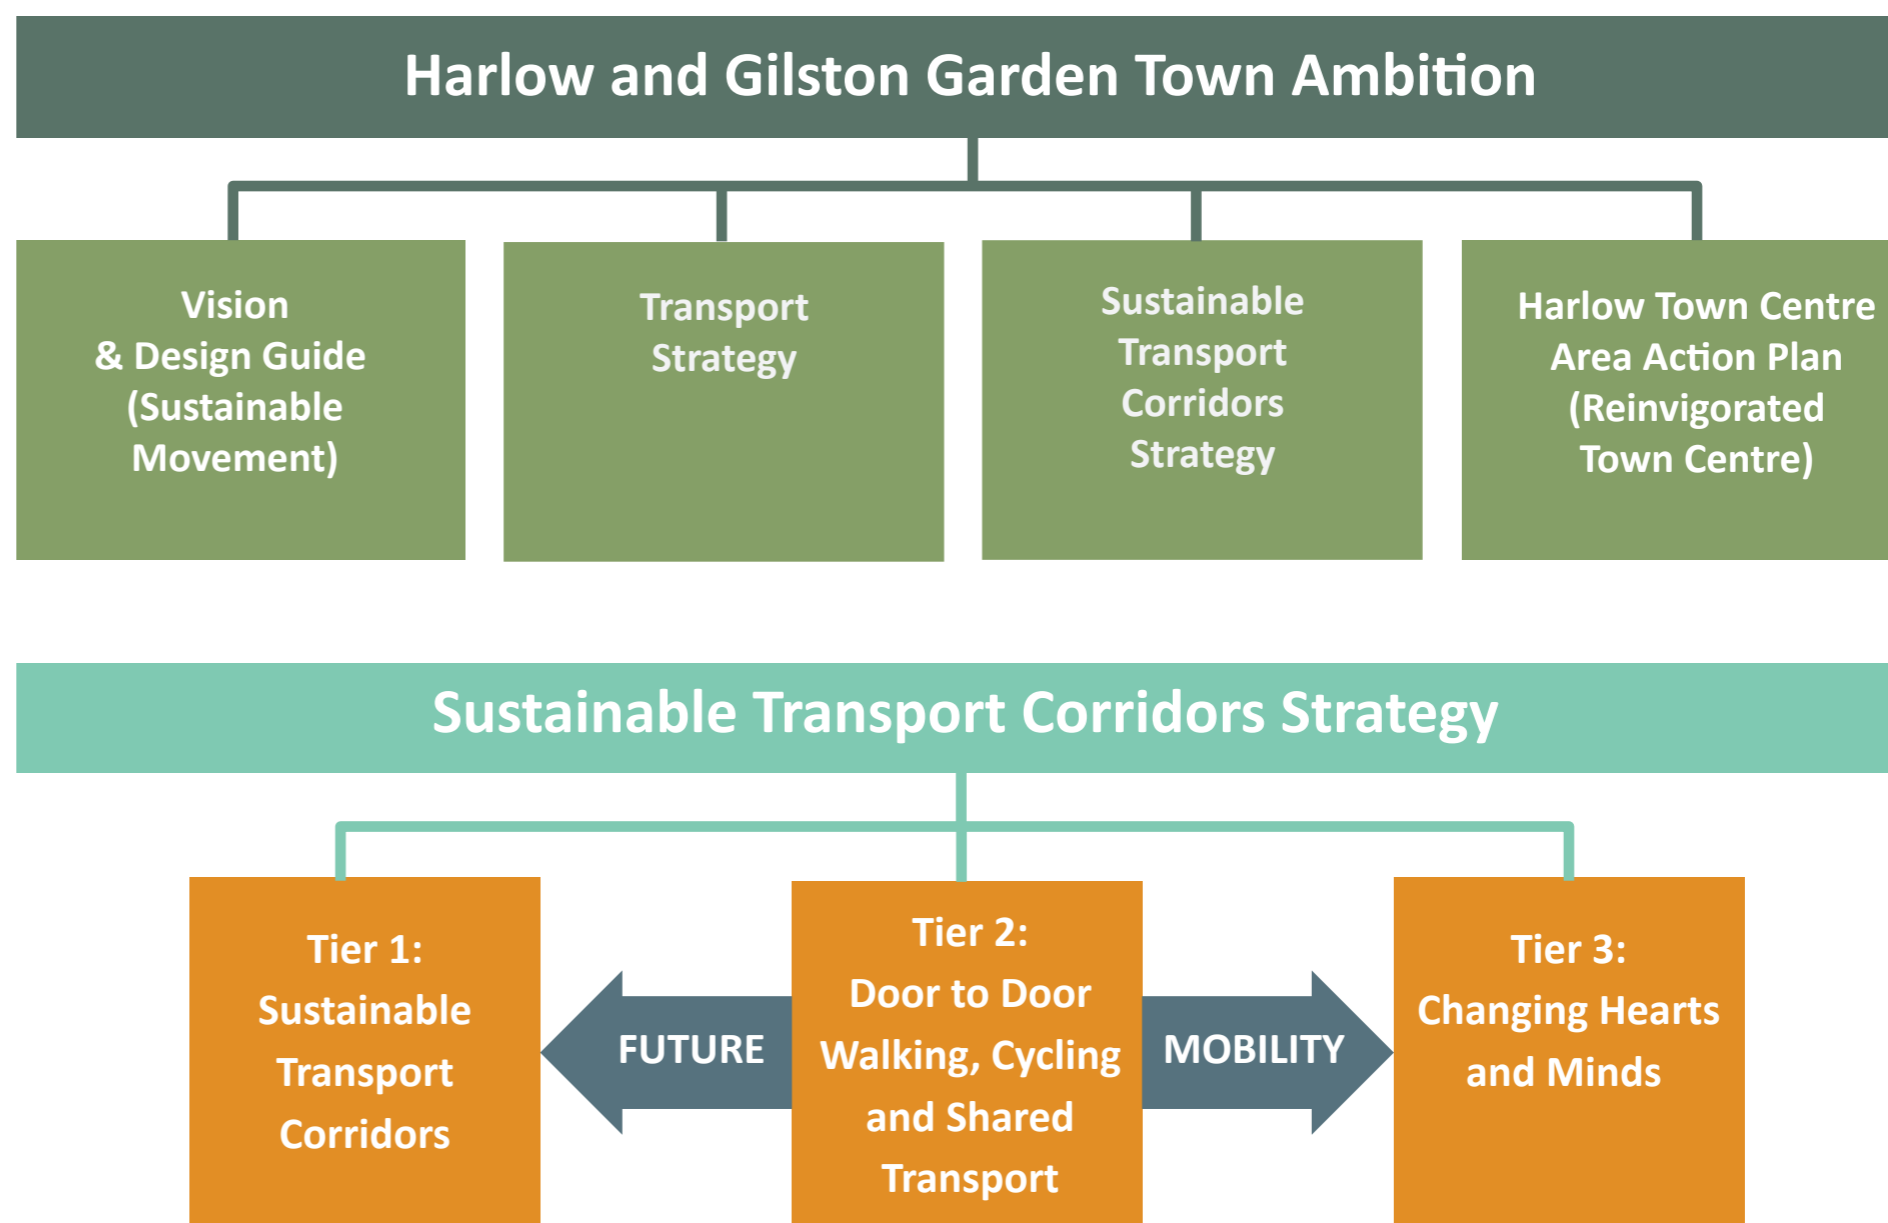 Harlow and Gilston Garden Town Ambition
Vision
& Design Guide
(Sustainable
Movement)
Transport
Strategy
Sustainable
Transport
Corridors
Strategy
Harlow Town Centre
Area Action Plan
(Reinvigorated
Town Centre)
Sustainable Transport Corridors Strategy
Tier 1:
Sustainable
Transport
Corridors
FUTURE
Tier 2:
Door to Door
Walking, Cycling
and Shared
Transport
MOBILITY
Tier 3:
Changing Hearts
and Minds